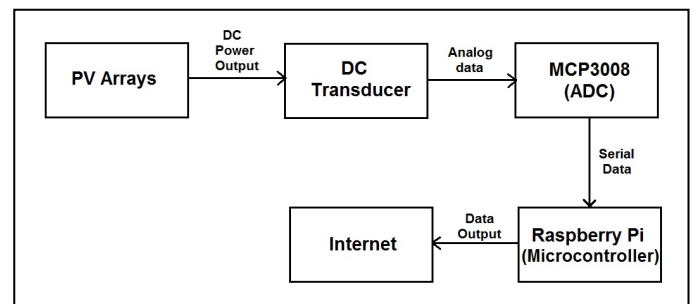 PV Arrays
DC
Power
Output
DC
Transducer
Analog
data
MCP3008
(ADC)
Serial
Data
Raspberry Pi
(Microcontroller)
Data
Output
Internet